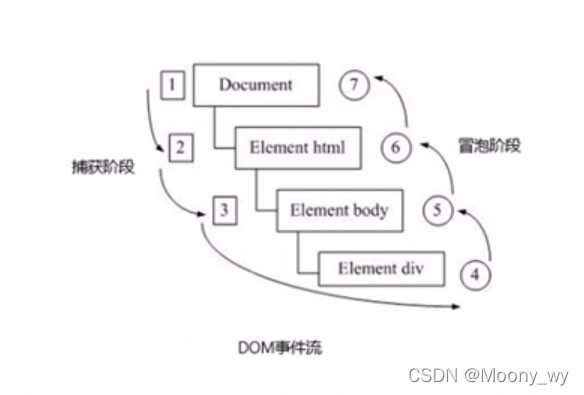 1 Document 7
2 Element html 6
捕获阶段 冒泡阶段
3 Element body 5
Element div 4
DOM事件流
CSDN @Moony_wy